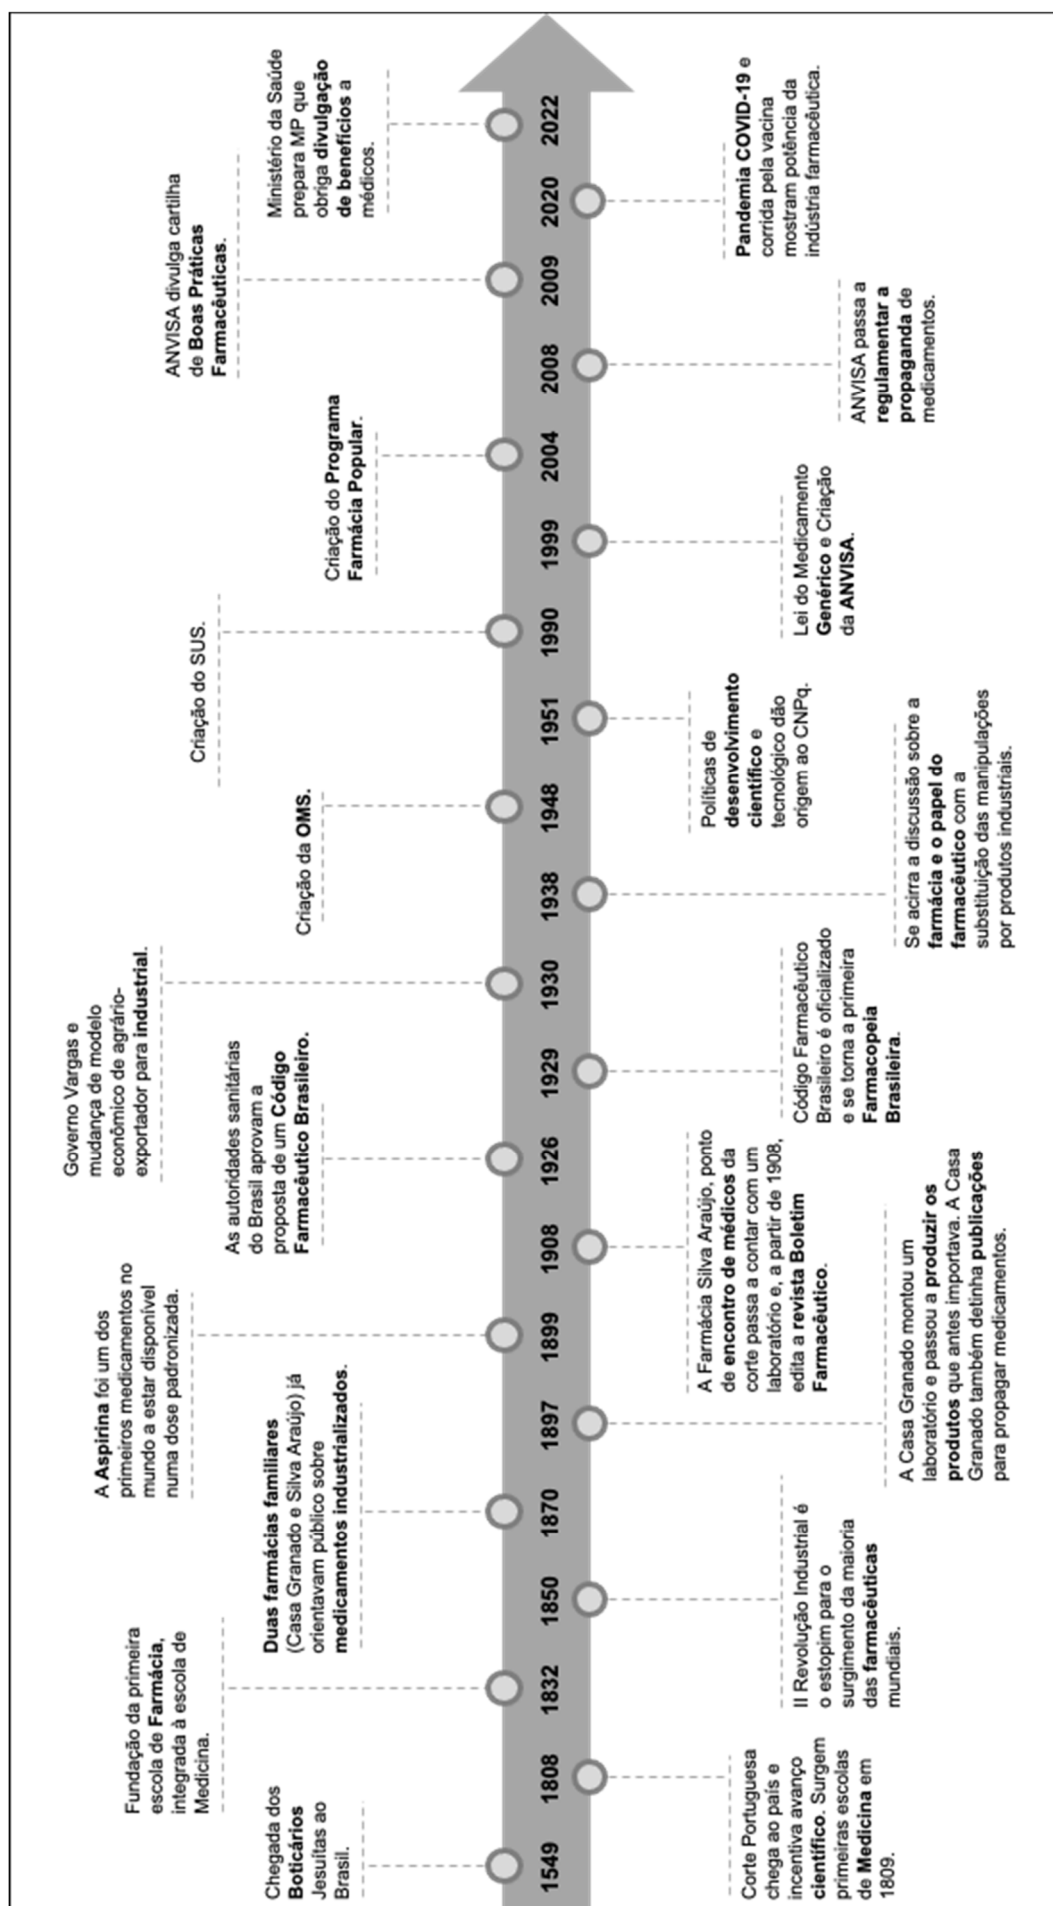 1549
Chegada dos
Boticários
Jesuítas ao
Brasil.
1808
Corte Portuguesa
chega ao país e
incentiva avanço
científico. Surgem
primeiras escolas
de Medicina em
1809.
1832
Fundação da primeira
escola de Farmácia,
integrada à escola de
Medicina.
1850
II Revolução Industrial é
o estopim para o
surgimento da maioria
das farmacêuticas
mundiais.
1870
Duas farmácias familiares
(Casa Granado e Silva Araújo) já
orientavam público sobre
medicamentos industrializados.
1897
A Casa Granado montou um
laboratório e passou a produzir os
produtos que antes importava. A Casa
Granado também detinha publicações
para propagar medicamentos.
1899
A Aspirina foi um dos
primeiros medicamentos no
mundo a estar disponível
numa dose padronizada.
1908
A Farmácia Silva Araújo, ponto
de encontro de médicos da
corte passa a contar com um
laboratório e, a partir de 1908,
edita a revista Boletim
Farmacêutico.
1926
As autoridades sanitárias
do Brasil aprovam a
proposta de um Código
Farmacêutico Brasileiro.
1929
Código Farmacêutico
Brasileiro é oficializado
e se torna a primeira
Farmacopeia
Brasileira.
1930
Governo Vargas e
mudança de modelo
econômico de agrário-
exportador para industrial.
1938
Se acirra a discussão sobre a
farmácia e o papel do
farmacêutico com a
substituição das manipulações
por produtos industriais.
1948
Criação da OMS.
1951
Políticas de
desenvolvimento
científico e
tecnológico dão
origem ao CNPq.
1990
Criação do SUS.
1999
Lei do Medicamento
Genérico e Criação
da ANVISA.
2004
Criação do Programa
Farmácia Popular.
2008
ANVISA passa a
regulamentar a
propaganda de
medicamentos.
2009
ANVISA divulga cartilha
de Boas Práticas
Farmacêuticas.
2020
Pandemia COVID-19 e
corrida pela vacina
mostram potência da
indústria farmacêutica.
2022
Ministério da Saúde
prepara MP que
obriga divulgação
de benefícios a
médicos.